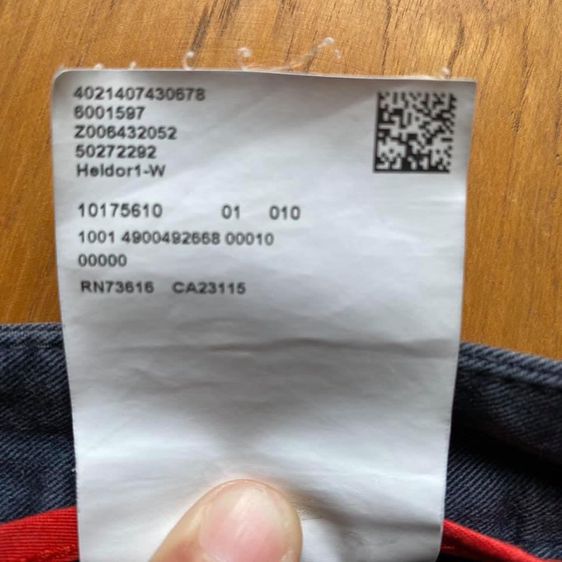 4021407430678
6001597
Z006432052
50272292
Heldor1-W
10175610 01 010
1001 4900492668 00010
00000
RN73616 CA23115